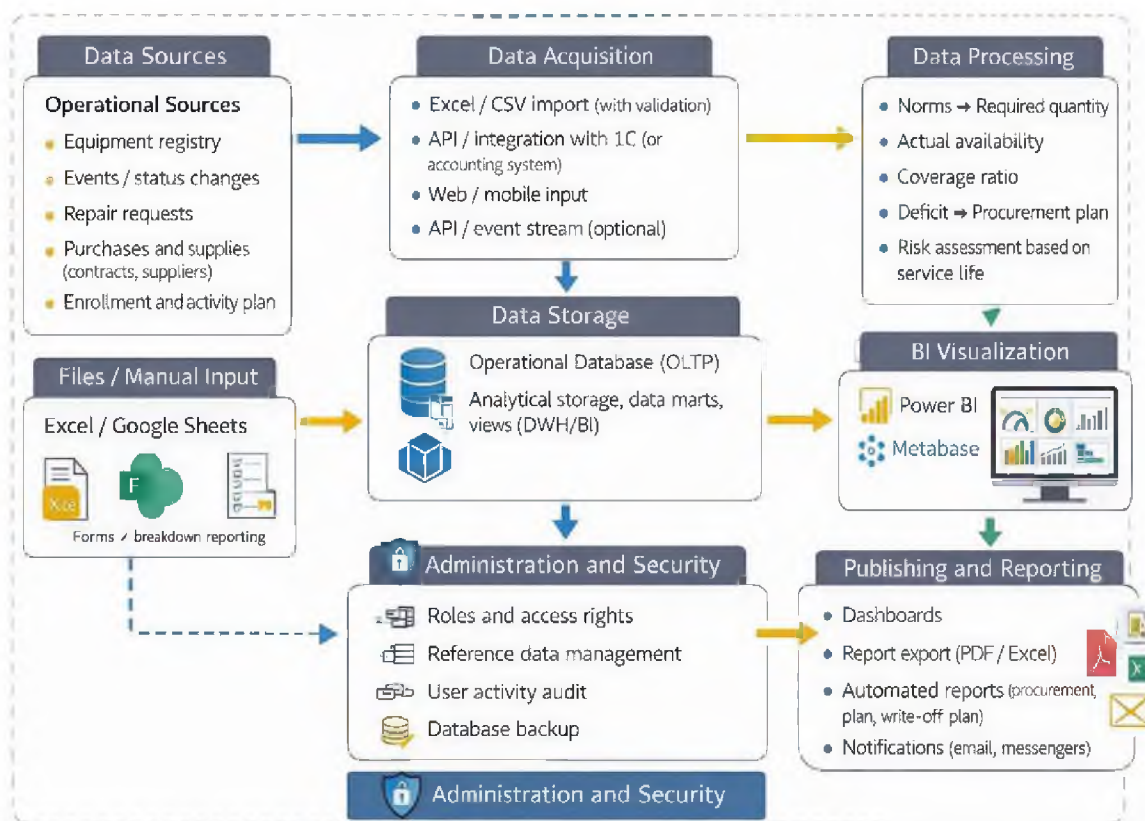 Data Sources
Operational Sources
Equipment registry
Events / status changes
Repair requests
Purchases and supplies
(contracts, suppliers)
Enrollment and activity plan
Data Acquisition
Excel / CSV import (with validation)
API / integration with 1C (or
accounting system)
Web / mobile input
API / event stream (optional)
Data Processing
Norms → Required quantity
Actual availability
Coverage ratio
Deficit → Procurement plan
Risk assessment based on
service life
Files / Manual Input
Excel / Google Sheets
F
Forms / breakdown reporting
Data Storage
Operational Database (OLTP)
Analytical storage, data marts,
views (DWH/BI)
BI Visualization
Power BI
Metabase
Administration and Security
Roles and access rights
Reference data management
User activity audit
Database backup
Publishing and Reporting
Dashboards
Report export (PDF / Excel)
Automated reports (procurement,
plan, write-off plan)
Notifications (email, messengers)
X
Administration and Security